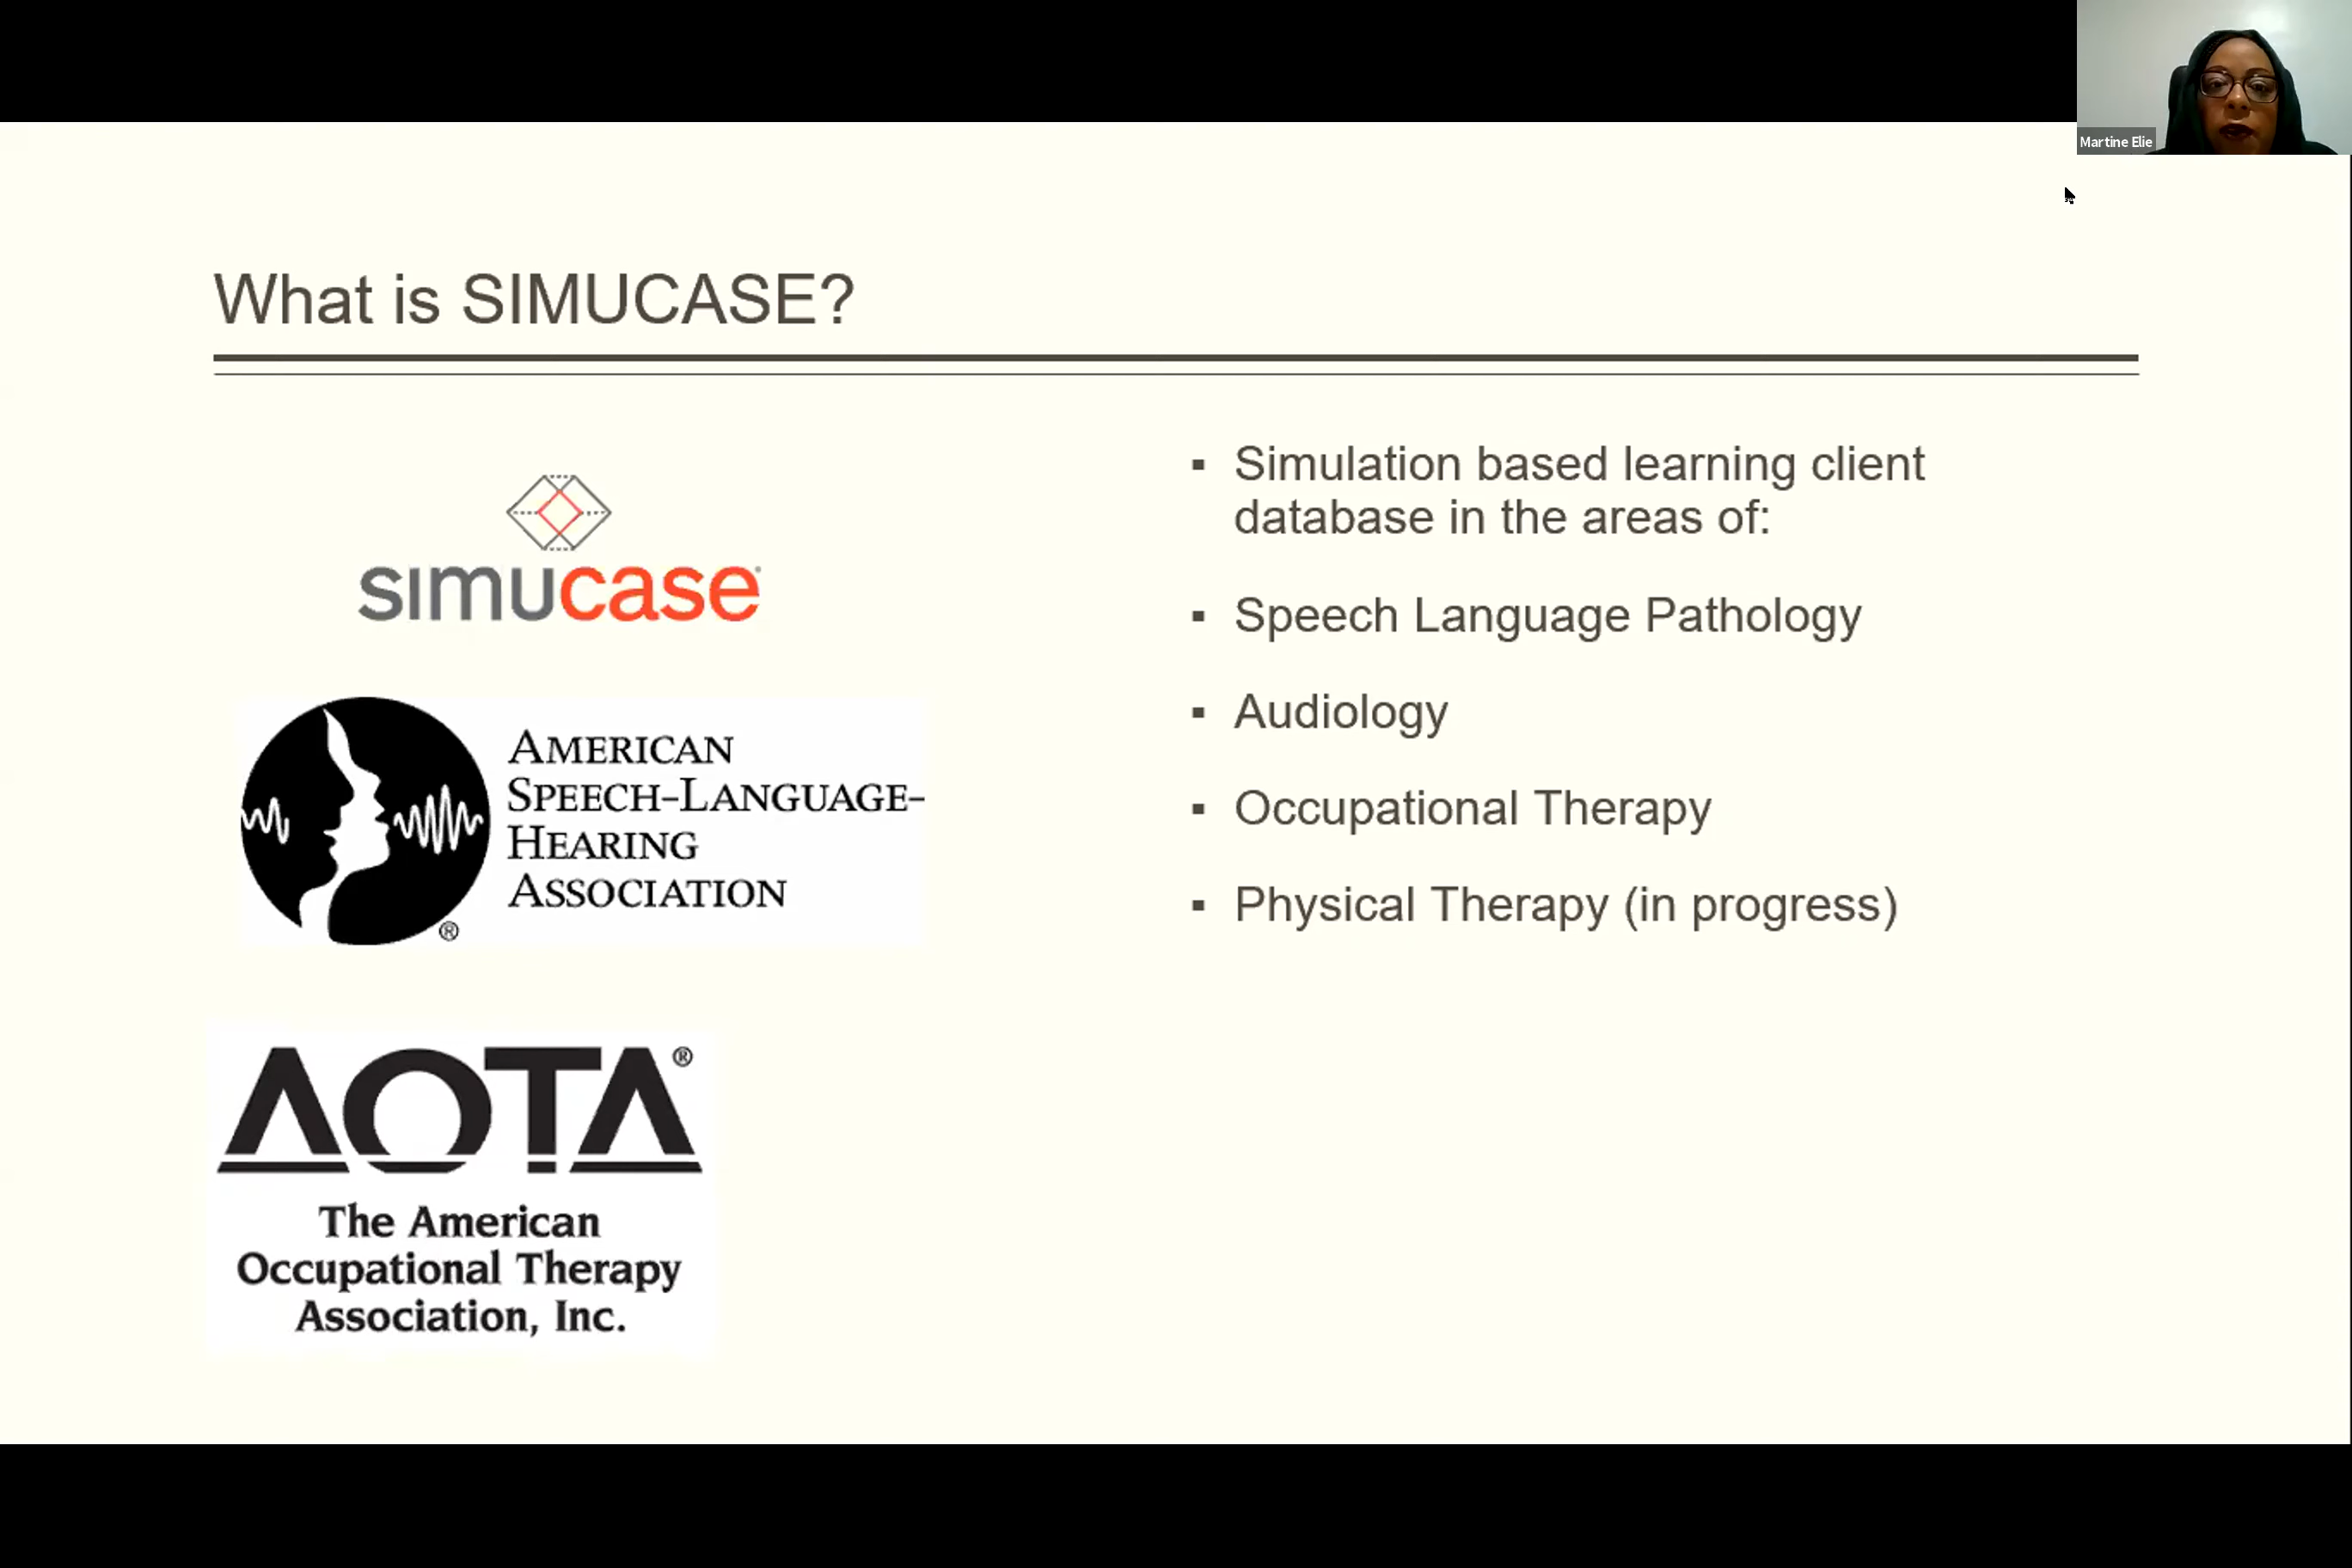 Martine Elie
What is SIMUCASE?
simucase
AMERICAN
SPEECH-LANGUAGE-
HEARING
ASSOCIATION
®
AOTA®
The American
Occupational Therapy
Association, Inc.
▪ Simulation based learning client
database in the areas of:
▪ Speech Language Pathology
▪ Audiology
▪ Occupational Therapy
▪ Physical Therapy (in progress)